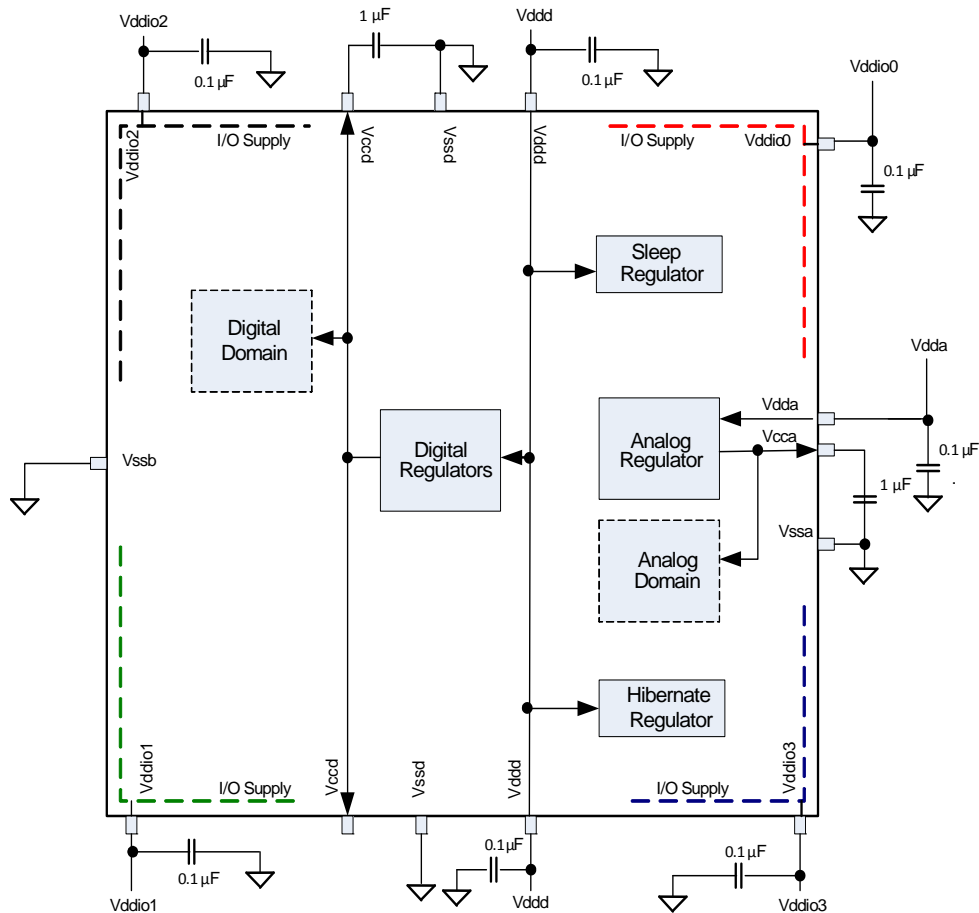 Vddio2
1 µF
Vddd
0.1 µF
0.1 µF
Vddio0
0.1 µF
Vddio2
I/O Supply
Vccd
Vssd
Vddd
I/O Supply
Vddio0
Sleep
Regulator
Digital
Domain
Vdda
Vdda
Digital
Regulators
Analog
Regulator
Vcca
0.1 µF
.
1 µF
Vssb
Vssa
Analog
Domain
Hibernate
Regulator
Vddio1
I/O Supply
Vccd
Vssd
Vddd
I/O Supply
Vddio3
0.1 µF
0.1 µF
0.1 µF
Vddio1
Vddd
Vddio3